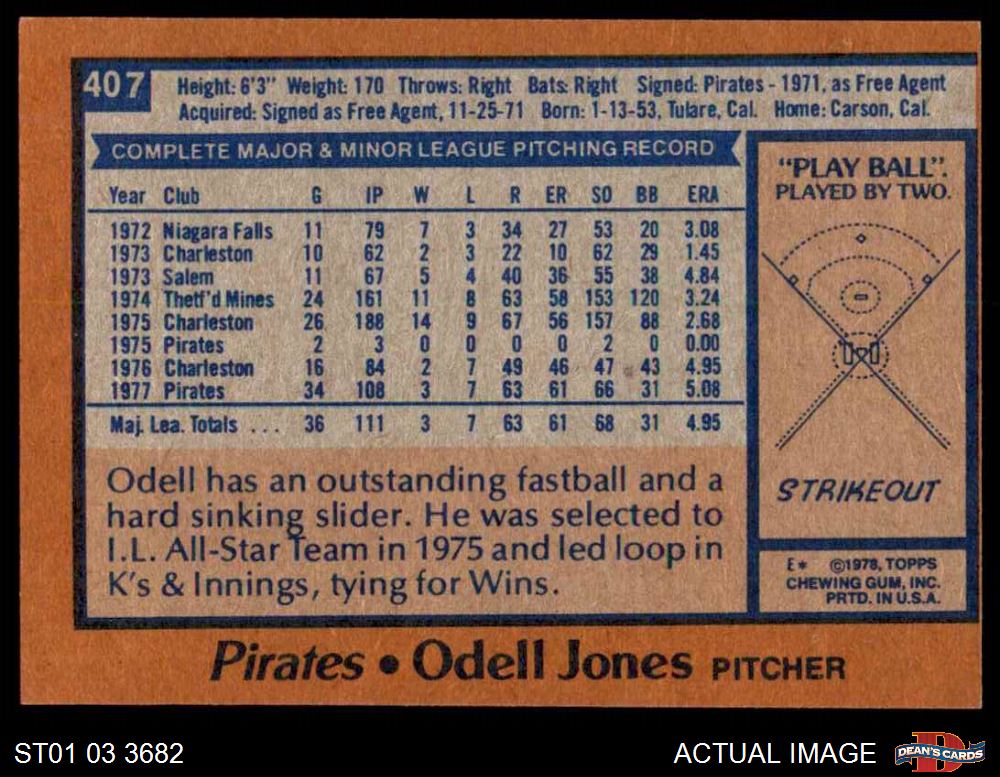 407
Height: 6'3" Weight: 170 Throws: Right Bats: Right Signed: Pirates - 1971, as Free Agent
Acquired: Signed as Free Agent, 11-25-71 Born: 1-13-53, Tulare, Cal. Home: Carson, Cal.
COMPLETE MAJOR & MINOR LEAGUE PITCHING RECORD
Year Club G IP W L R ER SO BB ERA
1972 Niagara Falls 11 79 7 3 34 27 53 20 3.08
1973 Charleston 10 62 2 3 22 10 62 29 1.45
1973 Salem 11 67 5 4 40 36 55 38 4.84
1974 Thetf'd Mines 24 161 11 8 63 58 153 120 3.24
1975 Charleston 26 188 14 9 67 56 157 88 2.68
1975 Pirates 2 3 0 0 0 0 2 0 0.00
1976 Charleston 16 84 2 7 49 46 47 43 4.95
1977 Pirates 34 108 3 7 63 61 66 31 5.08
Maj. Lea. Totals ... 36 111 3 7 63 61 68 31 4.95
Odell has an outstanding fastball and a
hard sinking slider. He was selected to
I.L. All-Star Team in 1975 and led loop in
K's & Innings, tying for Wins.
"PLAY BALL".
PLAYED BY TWO.
STRIKEOUT
E* ©1978, TOPPS
CHEWING GUM, INC.
PRTD. IN U.S.A.
Pirates • Odell Jones PITCHER
ST01 03 3682
ACTUAL IMAGE
D
DEAN'S CARDS